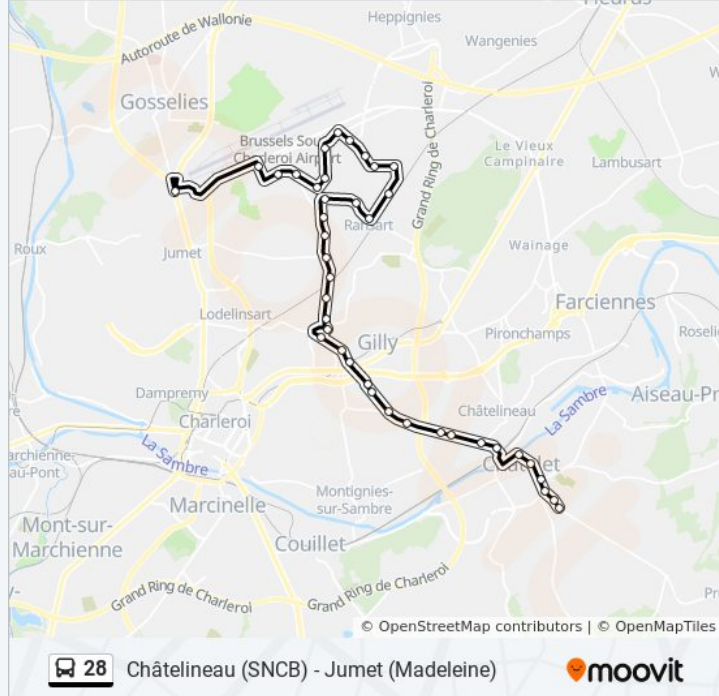 Heppignies
Fleurus
Autoroute de Wallonie
Wangenies
Gosselies
Brussels Sou
Charleroi Airport
Grand Ring de Charleroi
Le Vieux
Campinaire
Lambusart
Ransart
Roux
Jumet
Wainage
Farciennes
Lodelinsart
Pironchamps
Roseli
Gilly
Dampremy
Châtelineau
La Sambre
Aiseau-Pr
Charleroi
archienne-
au-Pont
La Sambre
Châtelet
Marcinelle
Montignies-
sur-Sambre
Mont-sur-
Marchienne
Couillet
Grand Ring de Charleroi
Grand Ring de Charleroi
© OpenStreetMap contributors | © OpenMapTiles
28 Châtelineau (SNCB) - Jumet (Madeleine)
moovit